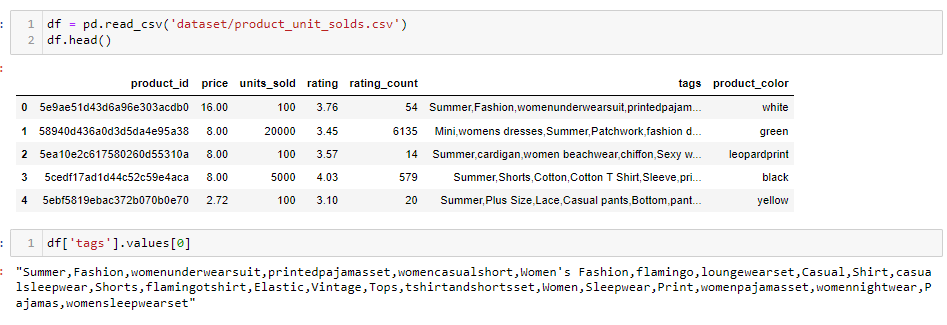 1 df = pd.read_csv('dataset/product_unit_solds.csv')
2 df.head()
product_id price units_sold rating rating_count tags product_color
0 5e9ae51d43d6a96e303acdb0 16.00 100 3.76 54 Summer,Fashion,womenunderwearsuit,printedpajam... white
1 58940d436a0d3d5da4e95a38 8.00 20000 3.45 6135 Mini,womens dresses,Summer,Patchwork,fashion d... green
2 5ea10e2c617580260d55310a 8.00 100 3.57 14 Summer,cardigan,women beachwear,chiffon,Sexy w... leopardprint
3 5cedf17ad1d44c52c59e4aca 8.00 5000 4.03 579 Summer,Shorts,Cotton,Cotton T Shirt,Sleeve,pri... black
4 5ebf5819ebac372b070b0e70 2.72 100 3.10 20 Summer,Plus Size,Lace,Casual pants,Bottom,pant... yellow
1 df['tags'].values[0]
"Summer,Fashion,womenunderwearsuit,printedpajamasset,womencasualshort,Women's Fashion,flamingo,loungewearset,Casual,Shirt,casua
lsleepwear,Shorts,flamingotshirt,Elastic,Vintage,Tops,tshirtandshortsset,Women,Sleepwear,Print,womenpajamasset,womennightwear,P
ajamas,womensleepwearset"